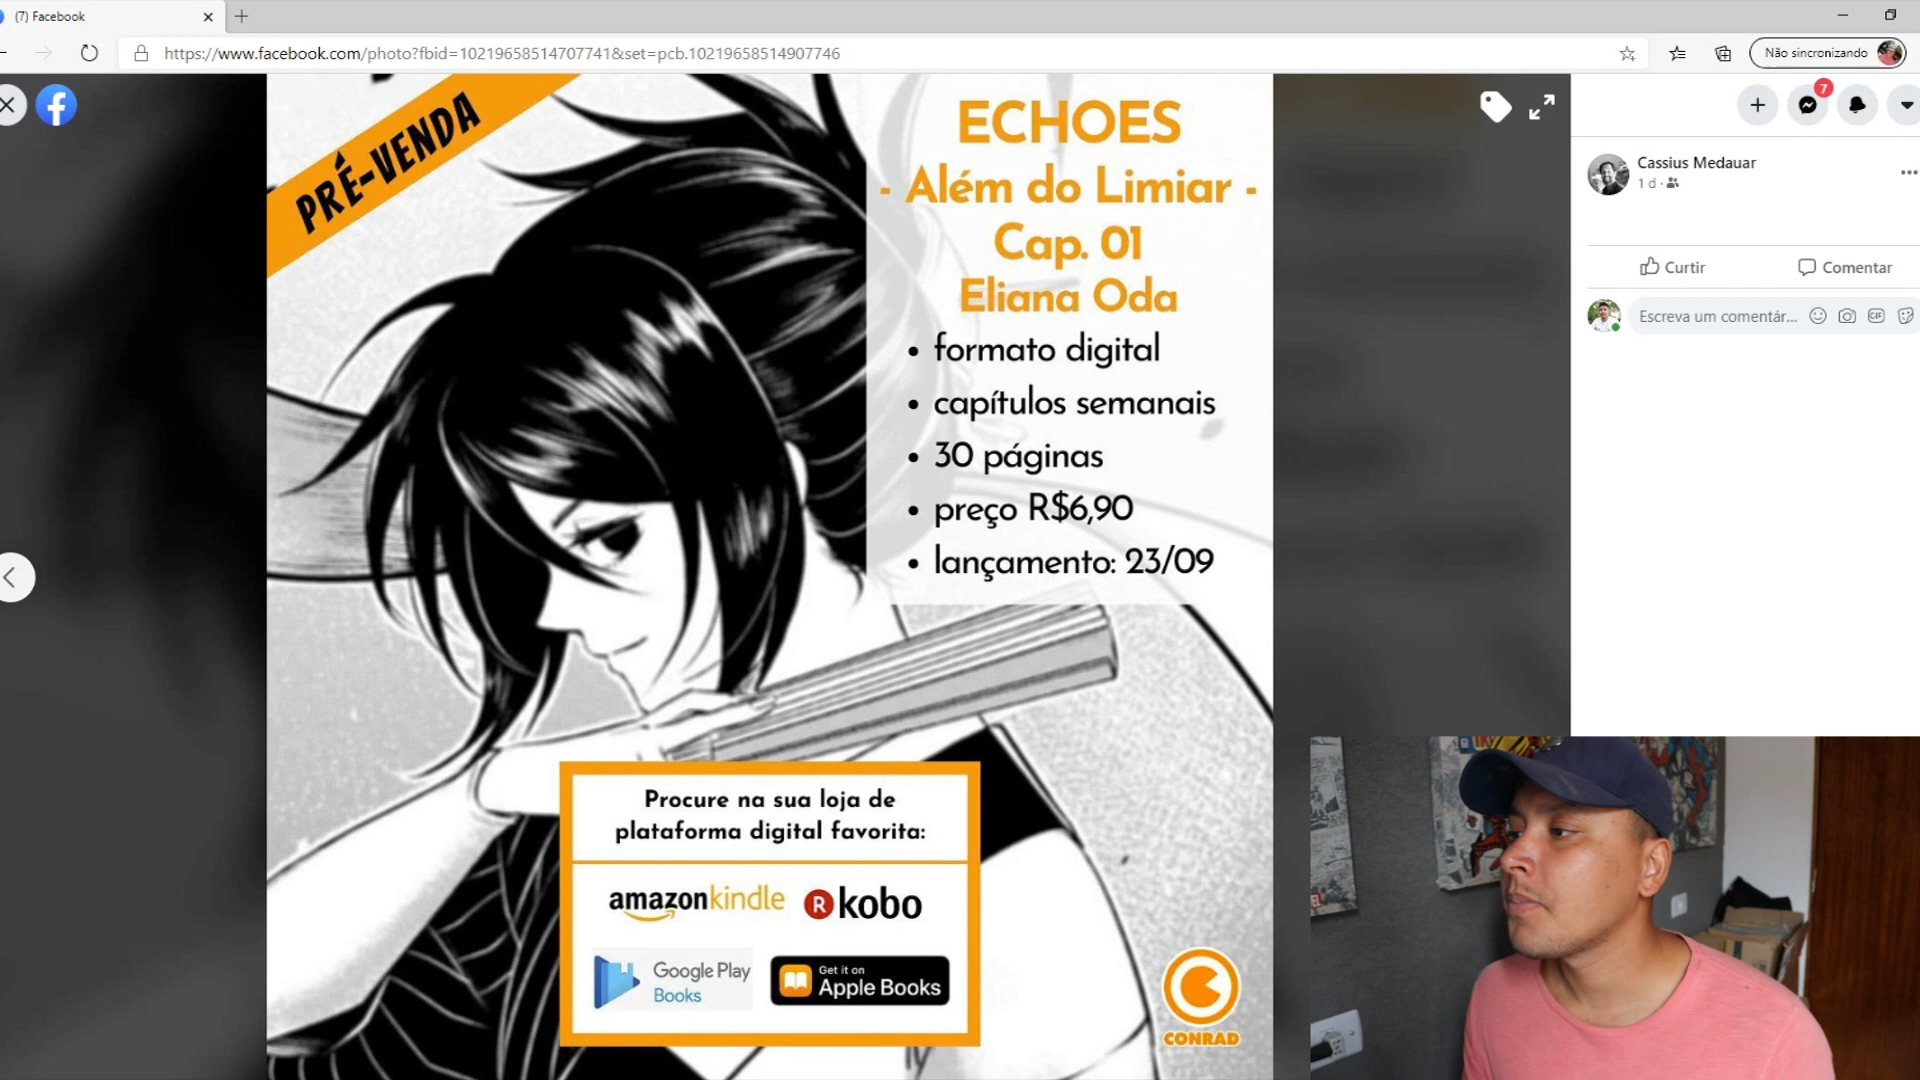 (7) Facebook
https://www.facebook.com/photo?fbid=10219658514707741&set=pcb.10219658514907746
Não sincronizando
PRÉ-VENDA
ECHOES
- Além do Limiar -
Cap. 01
Eliana Oda
• formato digital
• capítulos semanais
• 30 páginas
• preço R$6,90
• lançamento: 23/09
Procure na sua loja de
plataforma digital favorita:
amazonkindle
R kobo
Google Play
Books
Get it on
Apple Books
CONRAD
7
Cassius Medauar
1 d
Curtir
Comentar
Escreva um comentár...
GIF